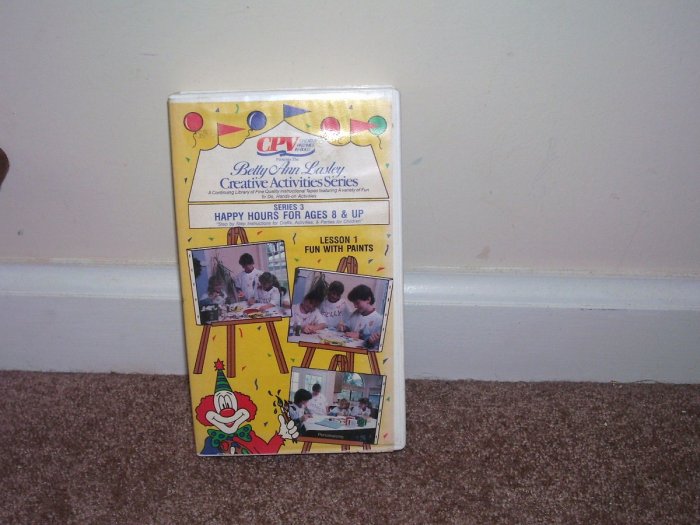 CPV
Presents The
Betty Ann Lasley
Creative Activities Series
A Continuing Library of Fine Quality Instructional Tapes featuring A variety of Fun
To Do, Hands-on Activities
SERIES 3
HAPPY HOURS FOR AGES 8 & UP
"Step by Step Instructions for Crafts, Activities, & Parties for Children"
LESSON 1
FUN WITH PAINTS